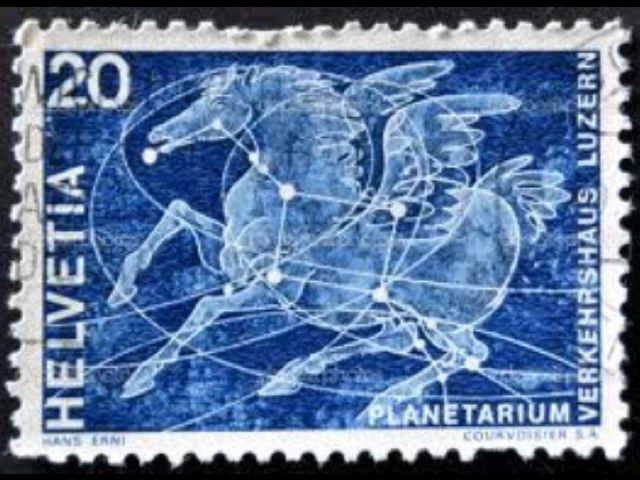 20
HELVETIA
PLANETARIUM
VERKEHRSHAUS LUZERN
HANS ERNI
COURVOISIER S.A.